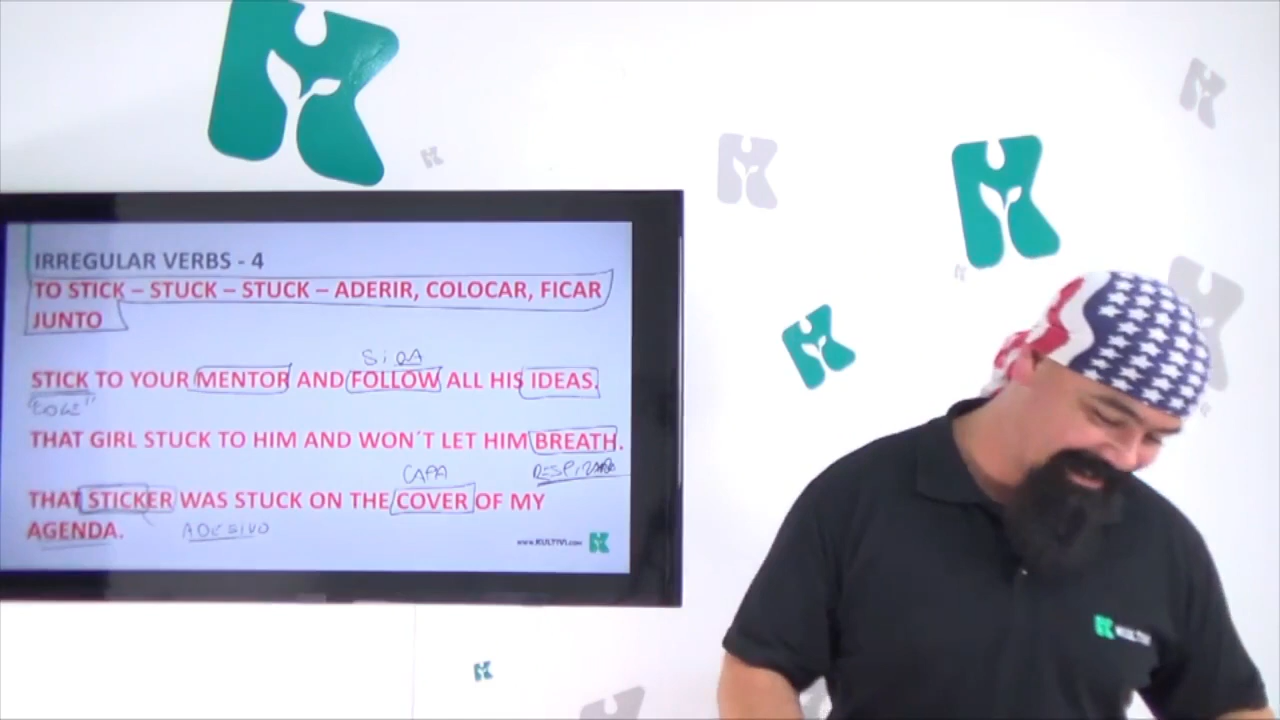 IRREGULAR VERBS - 4
TO STICK – STUCK – STUCK – ADERIR, COLOCAR, FICAR
JUNTO
SIGA
STICK TO YOUR MENTOR AND FOLLOW ALL HIS IDEAS.
"COLE"
THAT GIRL STUCK TO HIM AND WON´T LET HIM BREATH.
CAPA
THAT STICKER WAS STUCK ON THE COVER OF MY
AGENDA.
ADESIVO
www.KULTIVI.com
KULTIVI